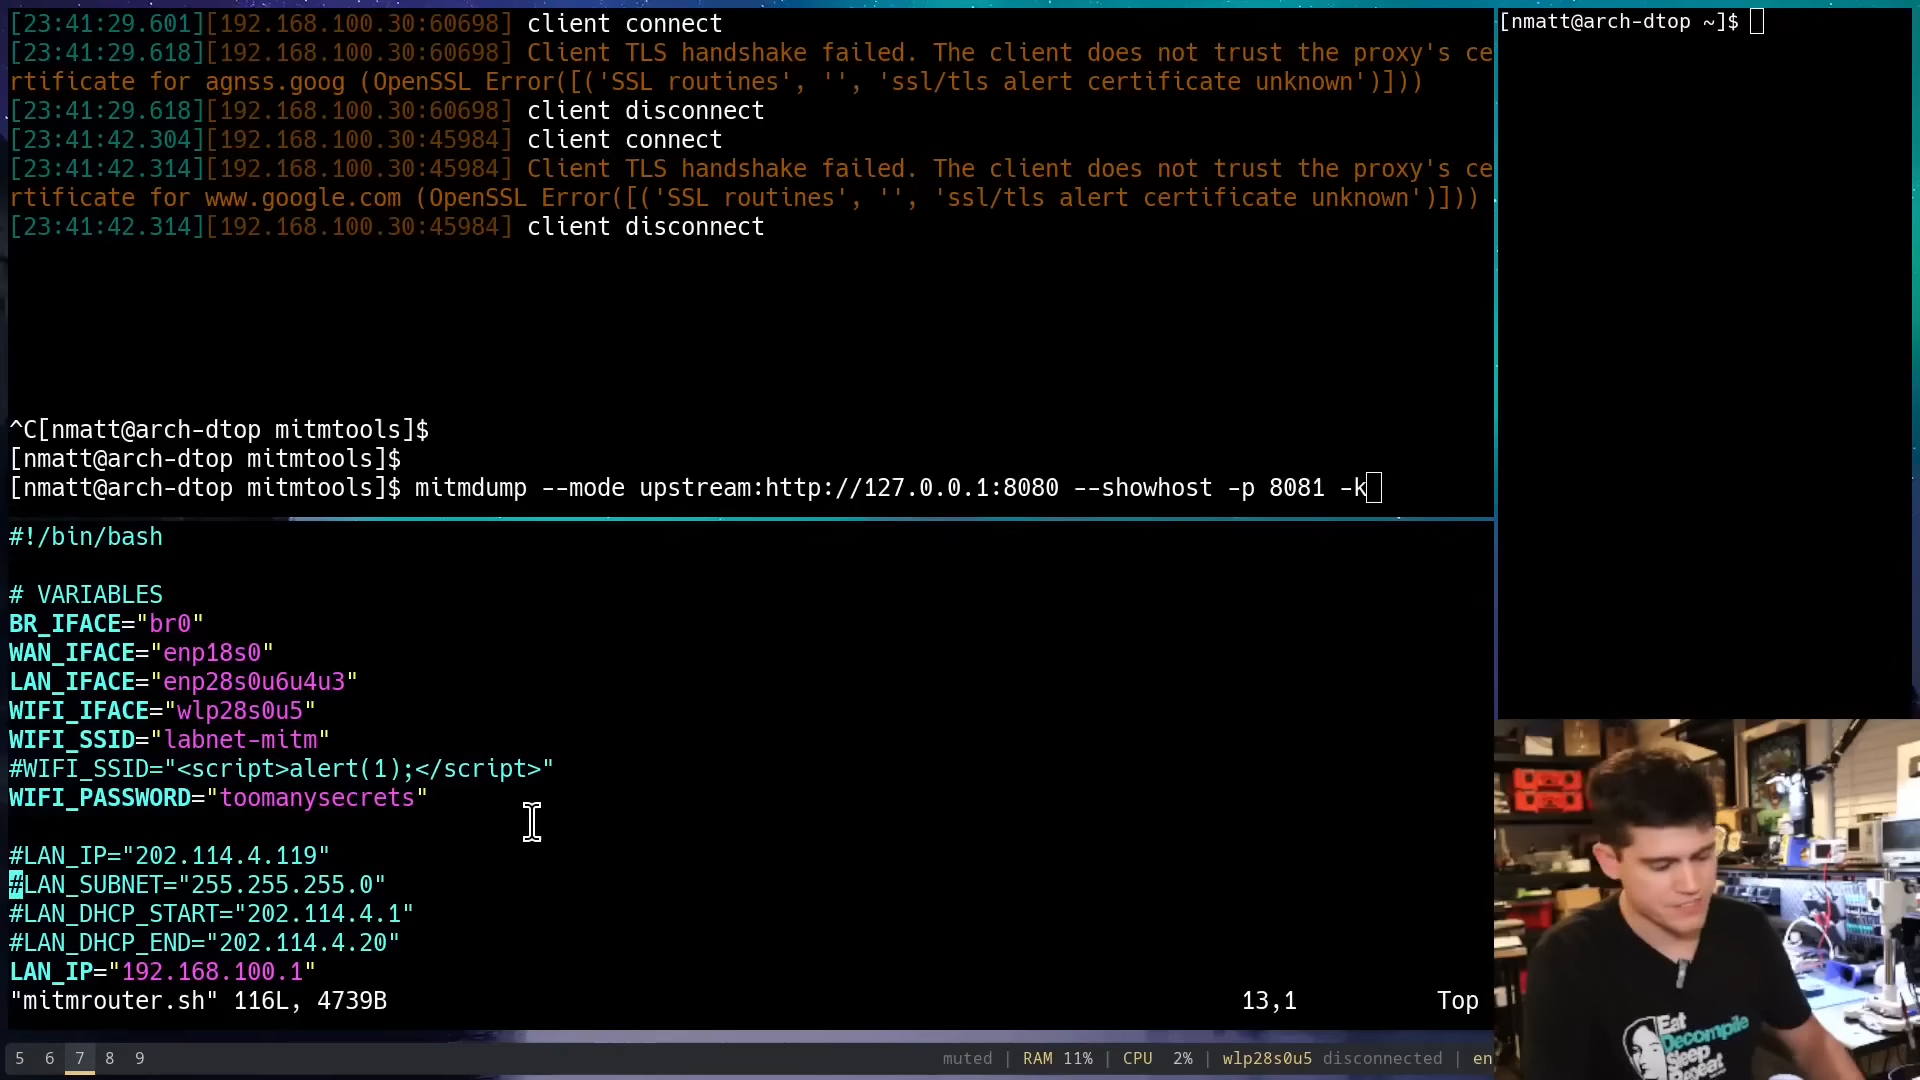 [23:41:29.601][192.168.100.30:60698] client connect
[23:41:29.618][192.168.100.30:60698] Client TLS handshake failed. The client does not trust the proxy's ce
rtificate for agnss.goog (OpenSSL Error([('SSL routines', '', 'ssl/tls alert certificate unknown')]))
[23:41:29.618][192.168.100.30:60698] client disconnect
[23:41:42.304][192.168.100.30:45984] client connect
[23:41:42.314][192.168.100.30:45984] Client TLS handshake failed. The client does not trust the proxy's ce
rtificate for www.google.com (OpenSSL Error([('SSL routines', '', 'ssl/tls alert certificate unknown')]))
[23:41:42.314][192.168.100.30:45984] client disconnect
^C[nmatt@arch-dtop mitmtools]$
[nmatt@arch-dtop mitmtools]$
[nmatt@arch-dtop mitmtools]$ mitmdump --mode upstream:http://127.0.0.1:8080 --showhost -p 8081 -k
[nmatt@arch-dtop ~]$
#!/bin/bash
# VARIABLES
BR_IFACE="br0"
WAN_IFACE="enp18s0"
LAN_IFACE="enp28s0u6u4u3"
WIFI_IFACE="wlp28s0u5"
WIFI_SSID="labnet-mitm"
#WIFI_SSID="<script>alert(1);</script>"
WIFI_PASSWORD="toomanysecrets"
#LAN_IP="202.114.4.119"
#LAN_SUBNET="255.255.255.0"
#LAN_DHCP_START="202.114.4.1"
#LAN_DHCP_END="202.114.4.20"
LAN_IP="192.168.100.1"
"mitmrouter.sh" 116L, 4739B 13,1 Top
5 6 7 8 9 muted | RAM 11% | CPU 2% | wlp28s0u5 disconnected | en
Eat
Decompile
Sleep
Repeat